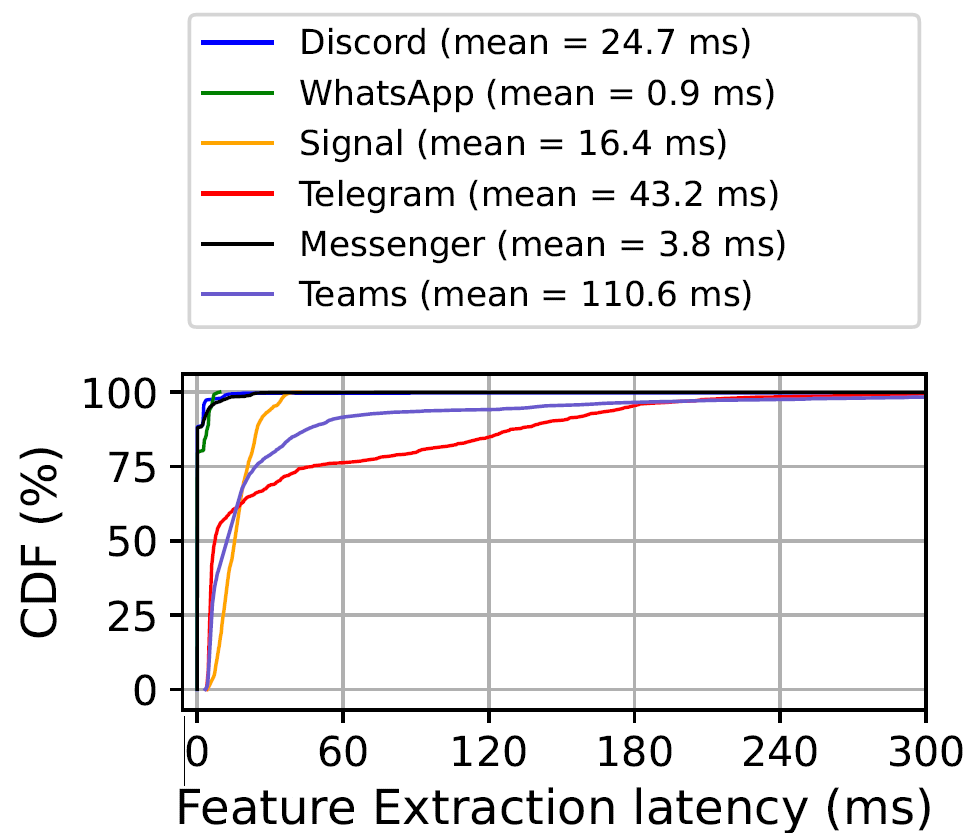 Discord (mean = 24.7 ms)
WhatsApp (mean = 0.9 ms)
Signal (mean = 16.4 ms)
Telegram (mean = 43.2 ms)
Messenger (mean = 3.8 ms)
Teams (mean = 110.6 ms)
100
75
50
25
0
CDF (%)
0 60 120 180 240 300
Feature Extraction latency (ms)